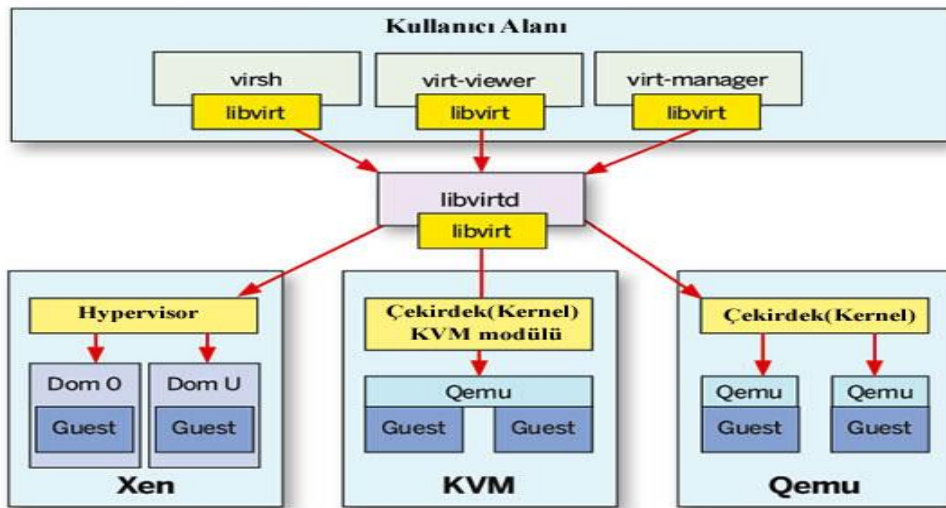 Kullanıcı Alanı
virsh
virt-viewer
virt-manager
libvirt
libvirt
libvirt
libvirtd
libvirt
Hypervisor
Dom 0
Dom U
Guest
Guest
Xen
Çekirdek(Kernel)
KVM modülü
Qemu
Guest
Guest
KVM
Çekirdek(Kernel)
Qemu
Qemu
Guest
Guest
Qemu